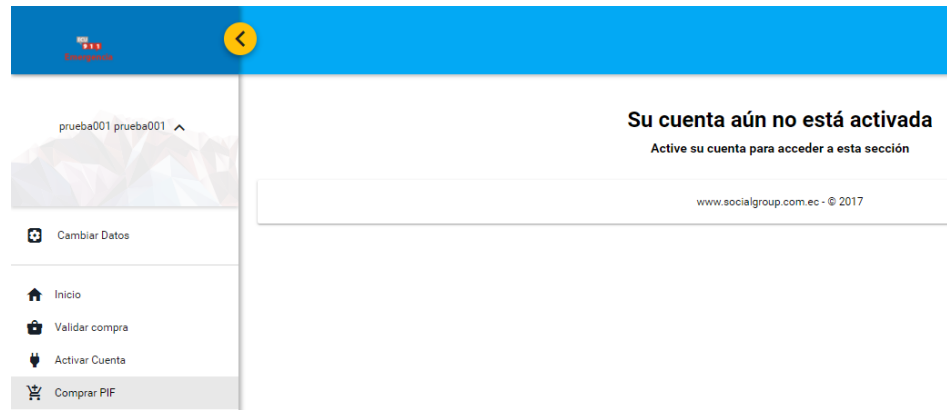 911
prueba001 prueba001
Cambiar Datos
Inicio
Validar compra
Activar Cuenta
Comprar PIF
Su cuenta aún no está activada
Active su cuenta para acceder a esta sección
www.socialgroup.com.ec - © 2017